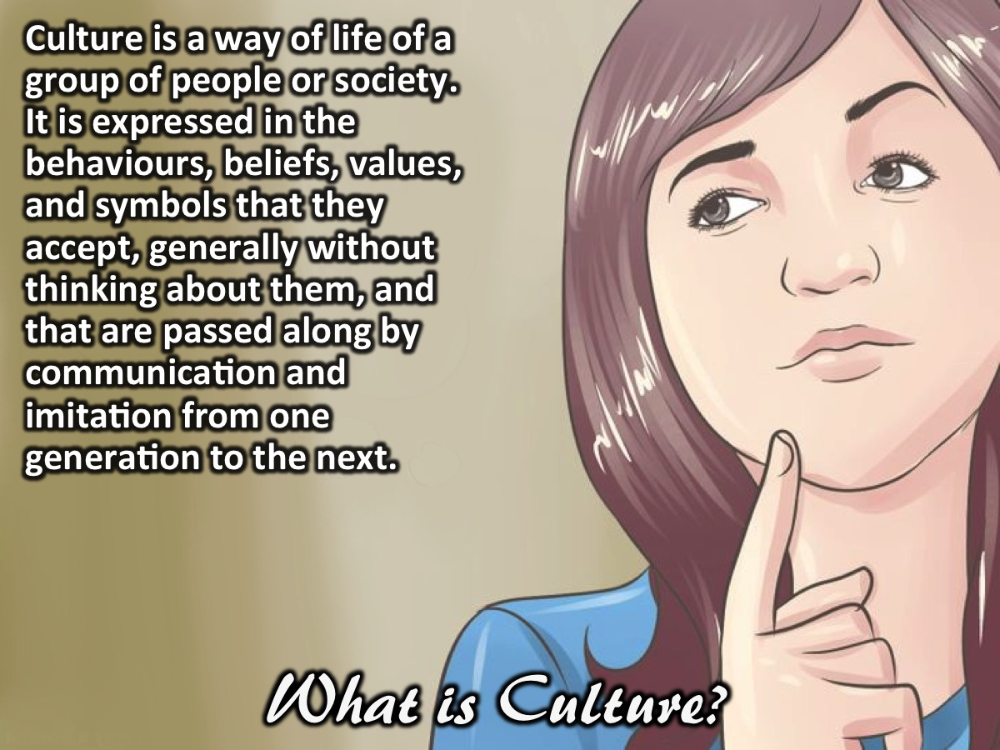 Culture is a way of life of a
group of people or society.
It is expressed in the
behaviours, beliefs, values,
and symbols that they
accept, generally without
thinking about them, and
that are passed along by
communication and
imitation from one
generation to the next.
What is Culture?